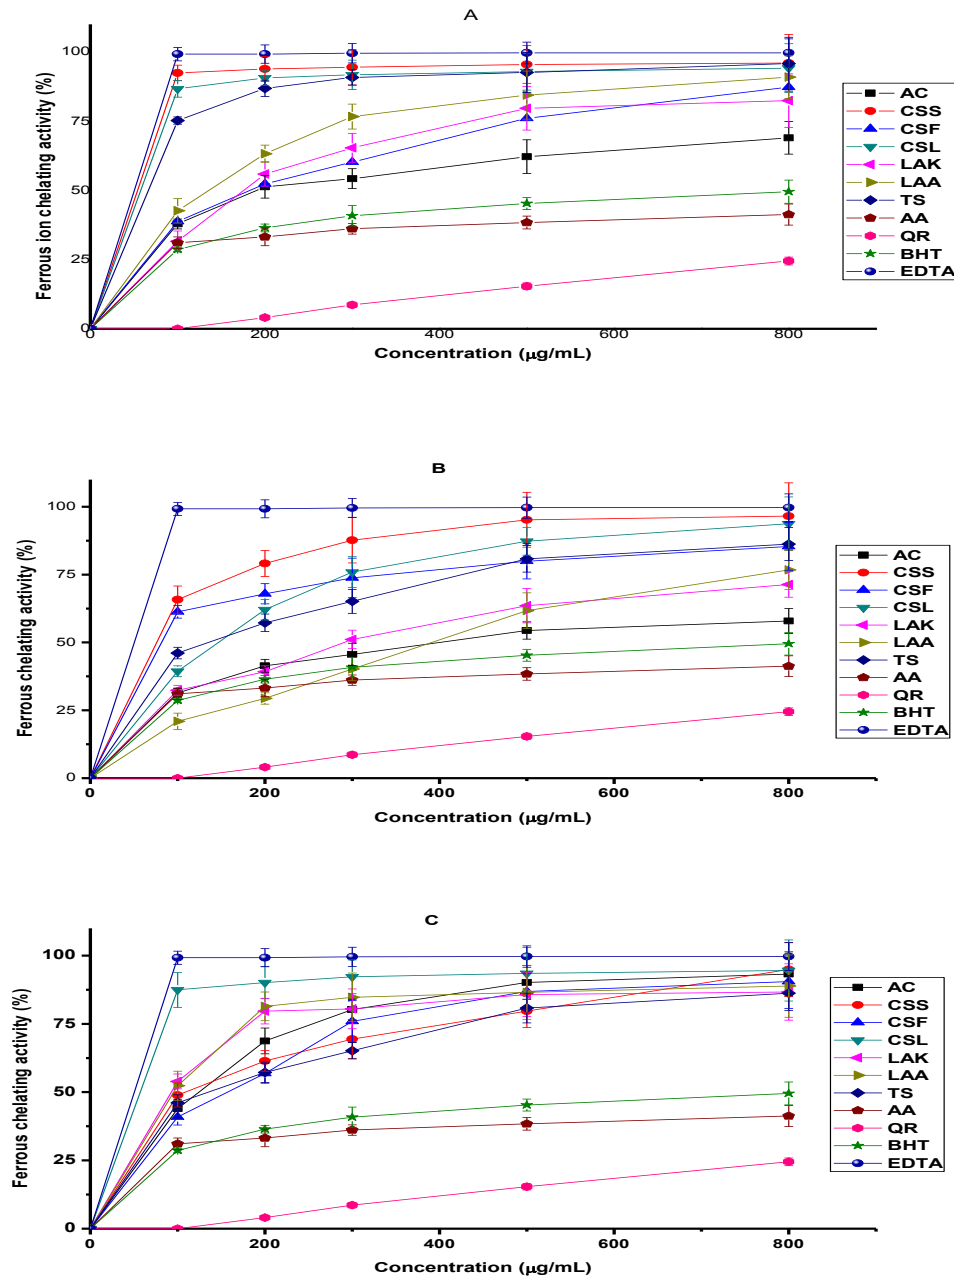 A
100
75
50
25
0
Ferrous ion chelating activity (%)
0 200 400 600 800
Concentration (μg/mL)
AC
CSS
CSF
CSL
LAK
LAA
TS
AA
QR
BHT
EDTA
B
100
75
50
25
0
Ferrous chelating activity (%)
0 200 400 600 800
Concentration (μg/mL)
AC
CSS
CSF
CSL
LAK
LAA
TS
AA
QR
BHT
EDTA
C
100
75
50
25
0
Ferrous chelating activity (%)
0 200 400 600 800
Concentration (μg/mL)
AC
CSS
CSF
CSL
LAK
LAA
TS
AA
QR
BHT
EDTA